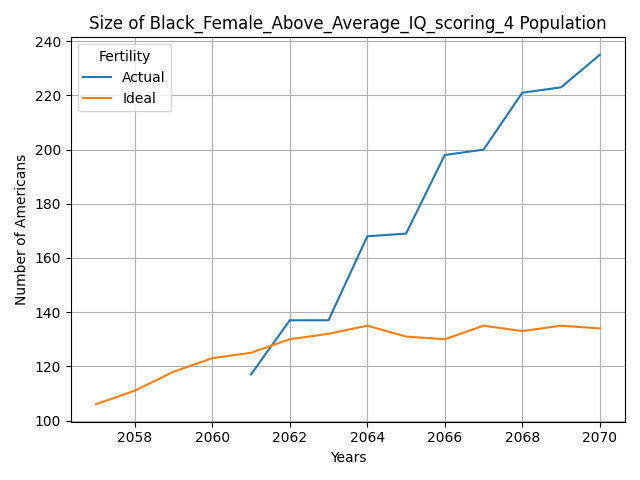 Size of Black_Female_Above_Average_IQ_scoring_4 Population
Fertility
Actual
Ideal
Number of Americans
240
220
200
180
160
140
120
100
2058 2060 2062 2064 2066 2068 2070
Years